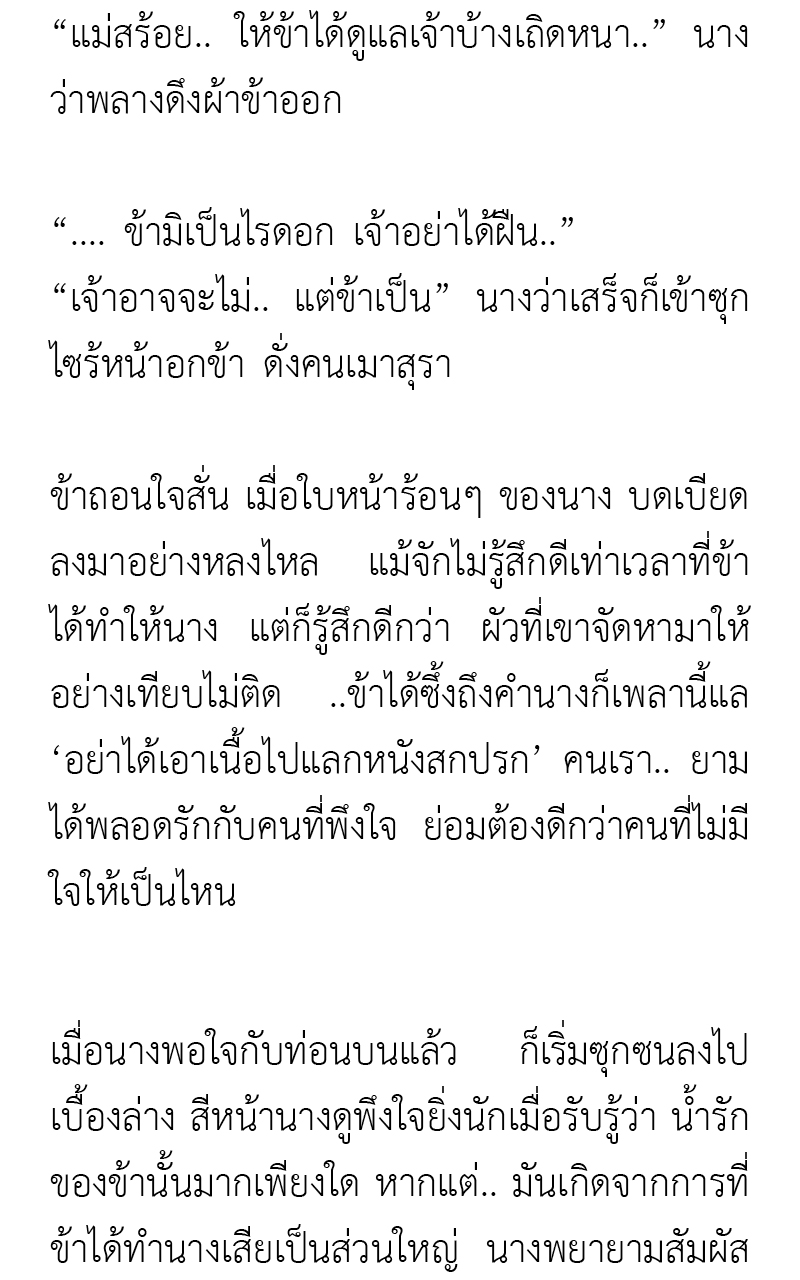 “แม่สร้อย.. ให้ข้าได้ดูแลเจ้าบ้างเถิดหนา..” นาง
ว่าพลางดึงผ้าข้าออก
“.... ข้ามิเป็นไรดอก เจ้าอย่าได้ฝืน..”
“เจ้าอาจจะไม่.. แต่ข้าเป็น” นางว่าเสร็จก็เข้าซุก
ไซร้หน้าอกข้า ดั่งคนเมาสุรา
ข้าถอนใจสั่น เมื่อใบหน้าร้อนๆ ของนาง บดเบียด
ลงมาอย่างหลงไหล แม้จักไม่รู้สึกดีเท่าเวลาที่ข้า
ได้ทำให้นาง แต่ก็รู้สึกดีกว่า ผัวที่เขาจัดหามาให้
อย่างเทียบไม่ติด ..ข้าได้ซึ้งถึงคำนางก็เพลานี้แล
‘อย่าได้เอาเนื้อไปแลกหนังสกปรก’ คนเรา.. ยาม
ได้พลอดรักกับคนที่พึงใจ ย่อมต้องดีกว่าคนที่ไม่มี
ใจให้เป็นไหน
เมื่อนางพอใจกับท่อนบนแล้ว ก็เริ่มซุกซนลงไป
เบื้องล่าง สีหน้านางดูพึงใจยิ่งนักเมื่อรับรู้ว่า น้ำรัก
ของข้านั้นมากเพียงใด หากแต่.. มันเกิดจากการที่
ข้าได้ทำนางเสียเป็นส่วนใหญ่ นางพยายามสัมผัส